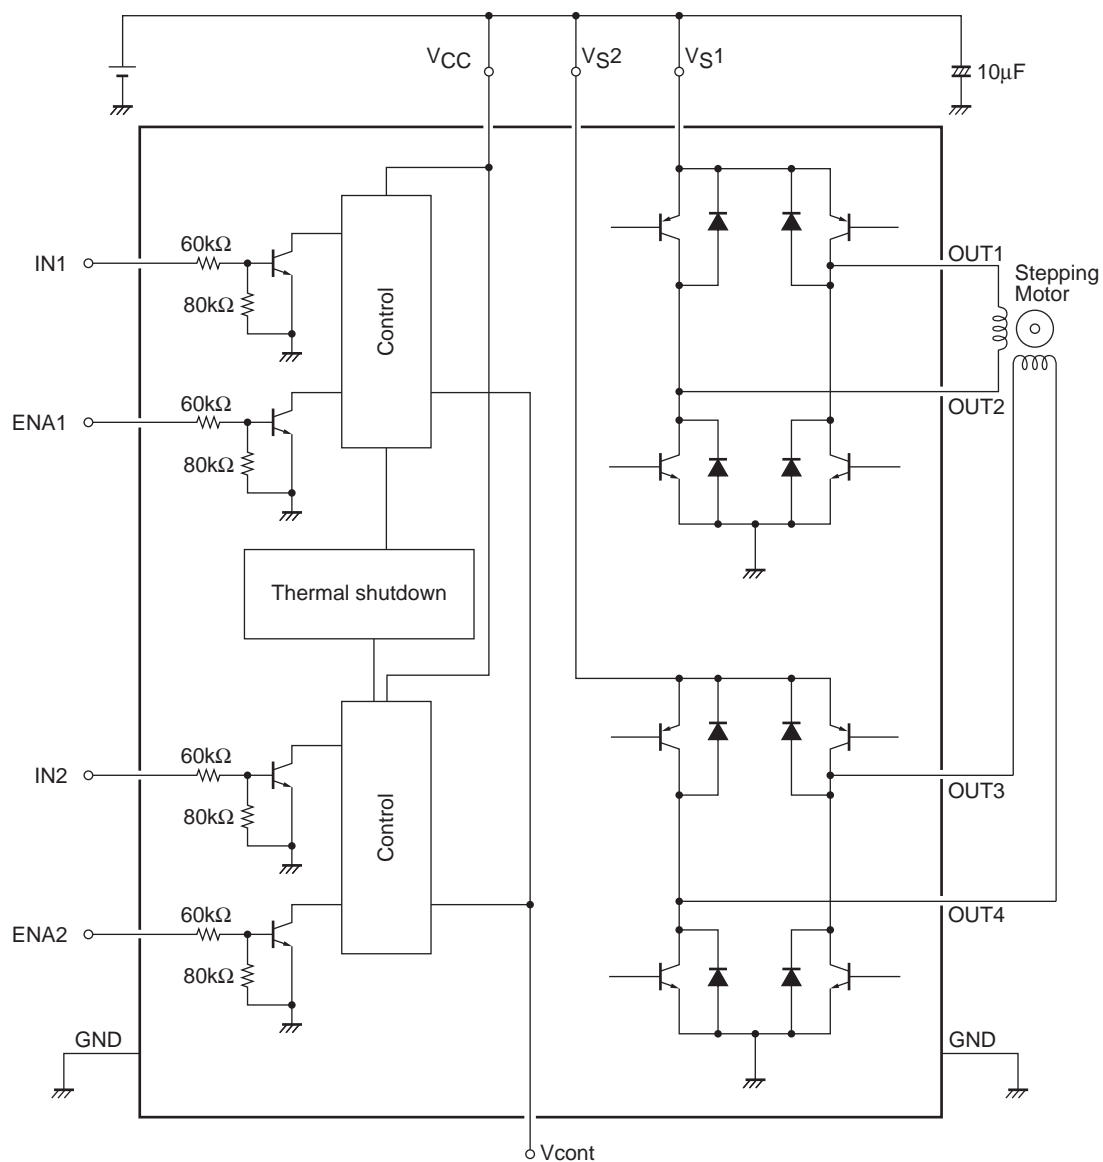 VCC
VS2
VS1
10μF
60kΩ
IN1
80kΩ
Control
OUT1
Stepping
Motor
60kΩ
ENA1
80kΩ
OUT2
Thermal shutdown
60kΩ
IN2
80kΩ
Control
OUT3
60kΩ
ENA2
80kΩ
OUT4
GND
GND
Vcont